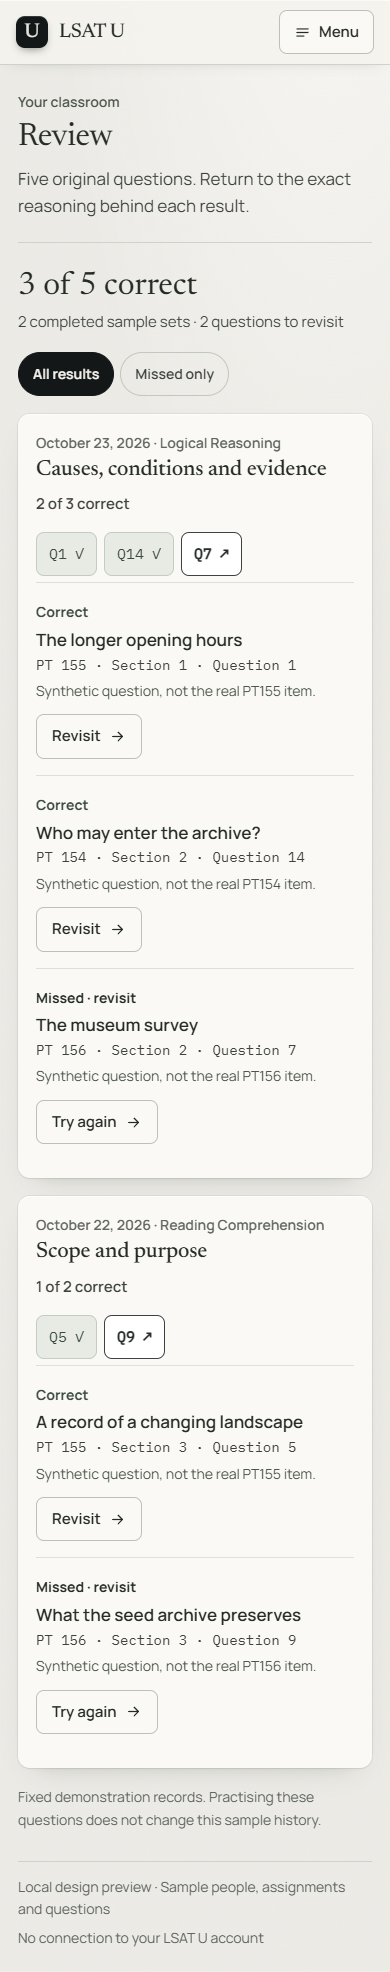 U LSAT U
Menu
Your classroom
Review
Five original questions. Return to the exact
reasoning behind each result.
3 of 5 correct
2 completed sample sets · 2 questions to revisit
All results
Missed only
October 23, 2026 · Logical Reasoning
Causes, conditions and evidence
2 of 3 correct
Q1 √ Q14 √ Q7 ↗
Correct
The longer opening hours
PT 155 · Section 1 · Question 1
Synthetic question, not the real PT155 item.
Revisit →
Correct
Who may enter the archive?
PT 154 · Section 2 · Question 14
Synthetic question, not the real PT154 item.
Revisit →
Missed · revisit
The museum survey
PT 156 · Section 2 · Question 7
Synthetic question, not the real PT156 item.
Try again →
October 22, 2026 · Reading Comprehension
Scope and purpose
1 of 2 correct
Q5 √ Q9 ↗
Correct
A record of a changing landscape
PT 155 · Section 3 · Question 5
Synthetic question, not the real PT155 item.
Revisit →
Missed · revisit
What the seed archive preserves
PT 156 · Section 3 · Question 9
Synthetic question, not the real PT156 item.
Try again →
Fixed demonstration records. Practising these
questions does not change this sample history.
Local design preview · Sample people, assignments
and questions
No connection to your LSAT U account